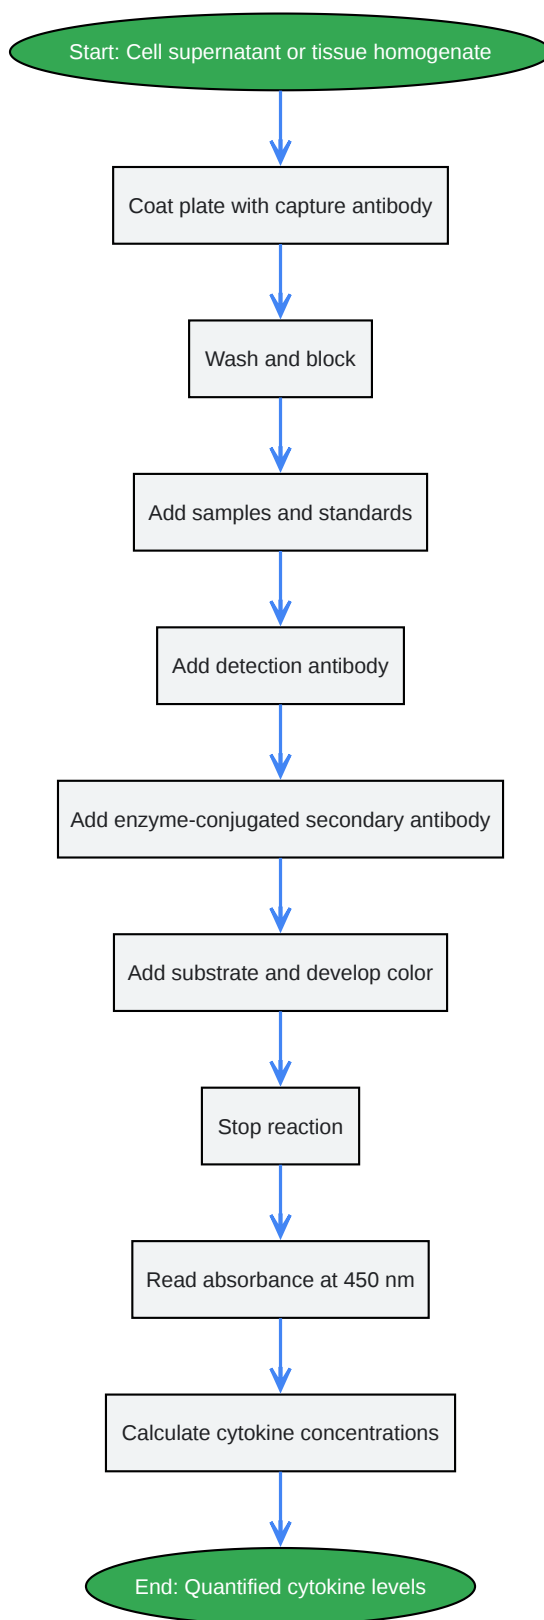 Start: Cell supernatant or tissue homogenate
Coat plate with capture antibody
Wash and block
Add samples and standards
Add detection antibody
Add enzyme-conjugated secondary antibody
Add substrate and develop color
Stop reaction
Read absorbance at 450 nm
Calculate cytokine concentrations
End: Quantified cytokine levels